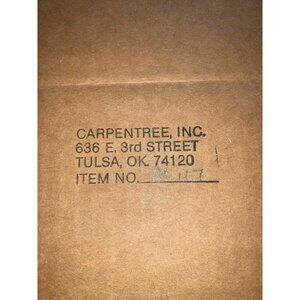 CARPENTREE, INC.
636 E. 3rd STREET
TULSA, OK 74120
ITEM NO.